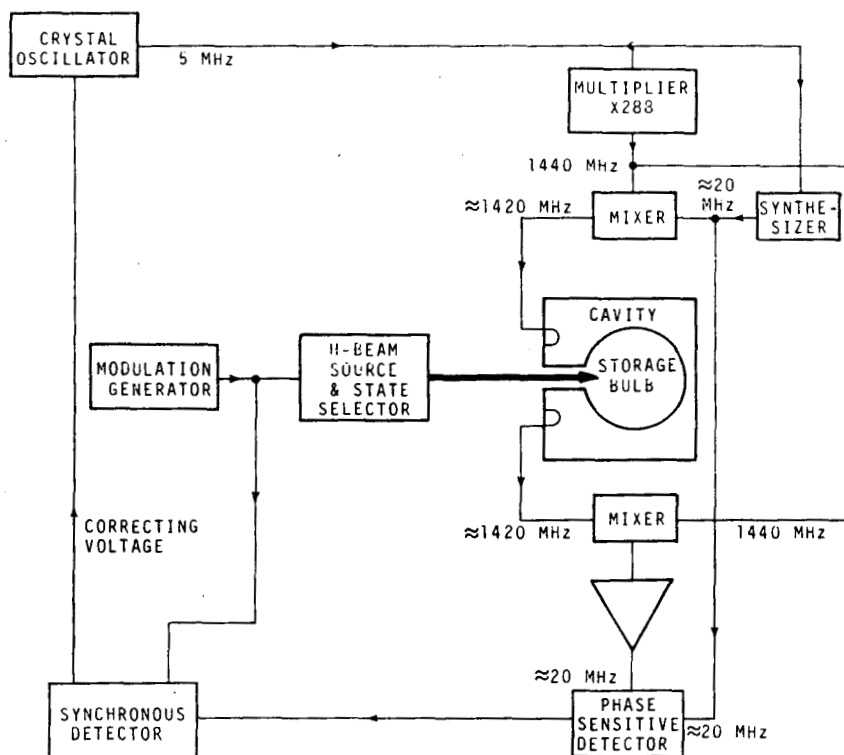 CRYSTAL
OSCILLATOR
5 MHz
MULTIPLIER
X288
1440 MHz
≈20
MHz
≈1420 MHz
MIXER
SYNTHE-
SIZER
CAVITY
STORAGE
BULB
MODULATION
GENERATOR
H-BEAM
SOURCE
& STATE
SELECTOR
CORRECTING
VOLTAGE
≈1420 MHz
MIXER
1440 MHz
≈20 MHz
SYNCHRONOUS
DETECTOR
PHASE
SENSITIVE
DETECTOR
≈20 MHz